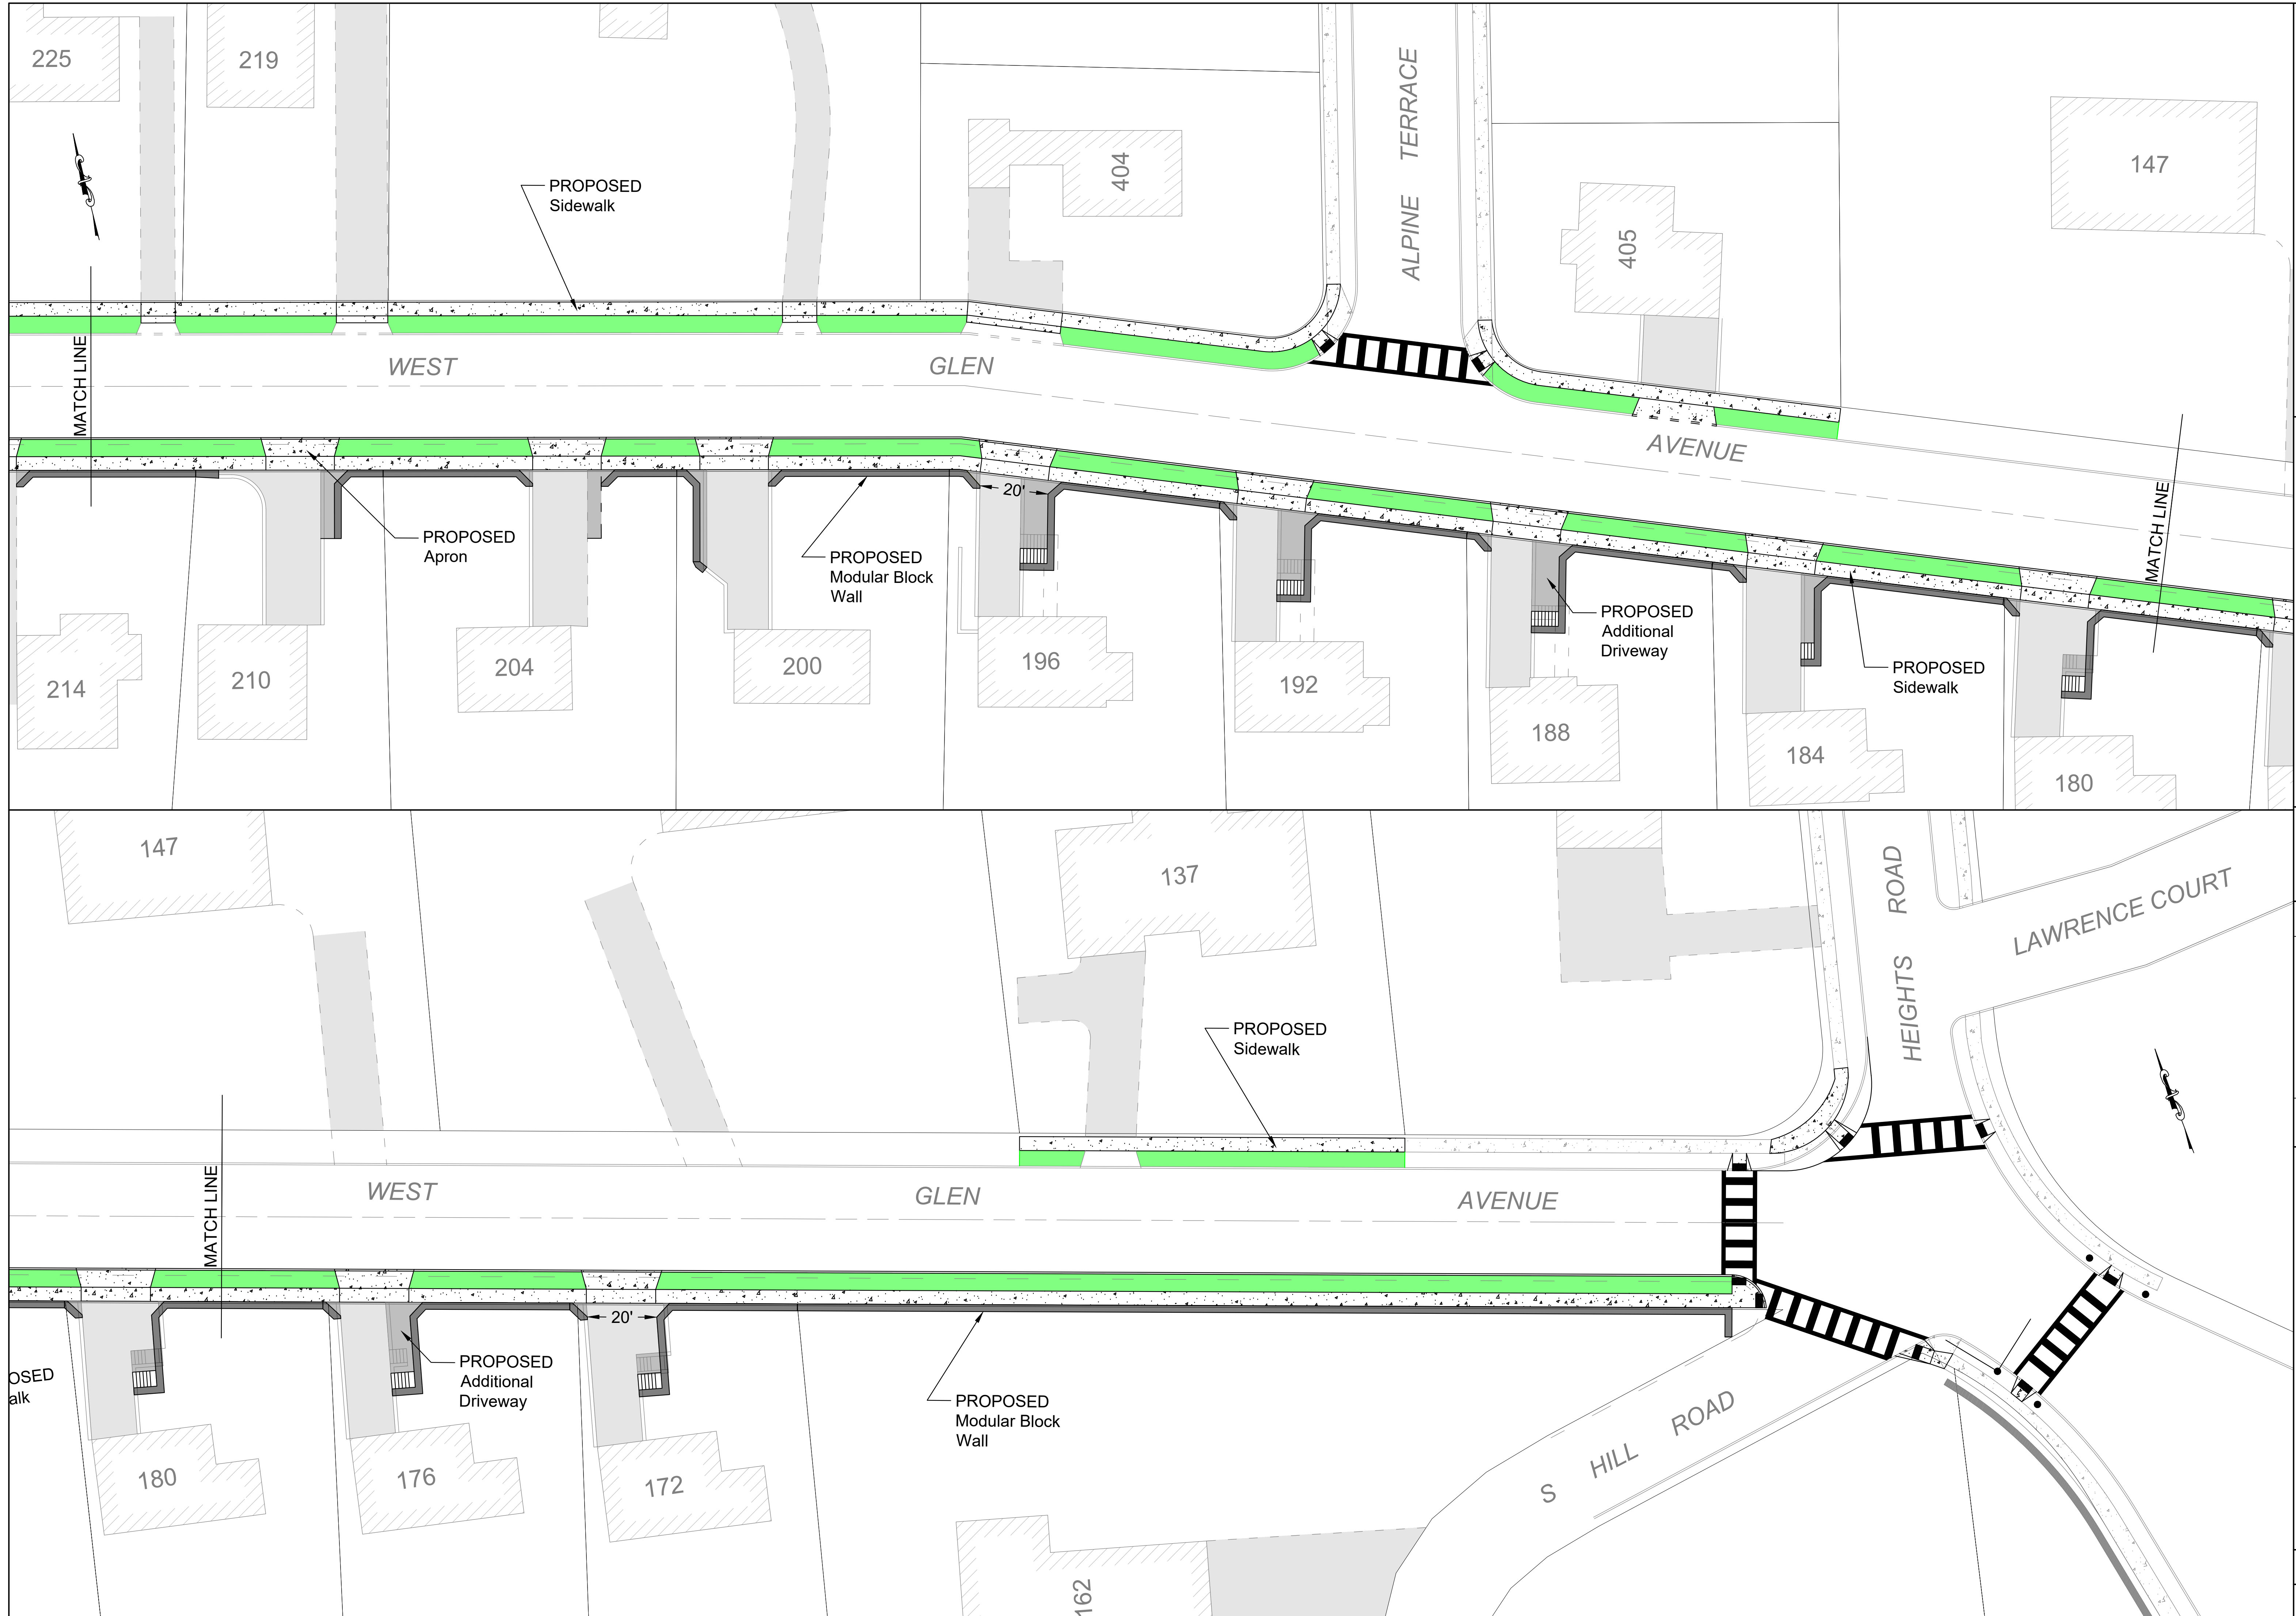 225
219
404
ALPINE TERRACE
405
147
PROPOSED
Sidewalk
MATCH LINE
WEST GLEN AVENUE
MATCH LINE
PROPOSED
Apron
PROPOSED
Modular Block
Wall
20'
PROPOSED
Additional
Driveway
PROPOSED
Sidewalk
214
210
204
200
196
192
188
184
180
147
137
HEIGHTS ROAD
LAWRENCE COURT
PROPOSED
Sidewalk
MATCH LINE
WEST GLEN AVENUE
20'
OSED
alk
PROPOSED
Additional
Driveway
PROPOSED
Modular Block
Wall
S HILL ROAD
180
176
172
162